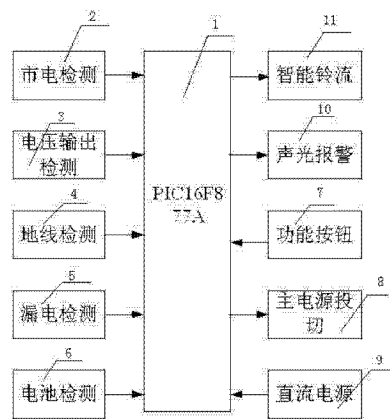 2
市电检测
3
电压输出
检测
4
地线检测
5
漏电检测
6
电池检测
1
PIC16F8
77A
11
智能铃流
10
声光报警
7
功能按钮
8
主电源投
切
9
直流电源